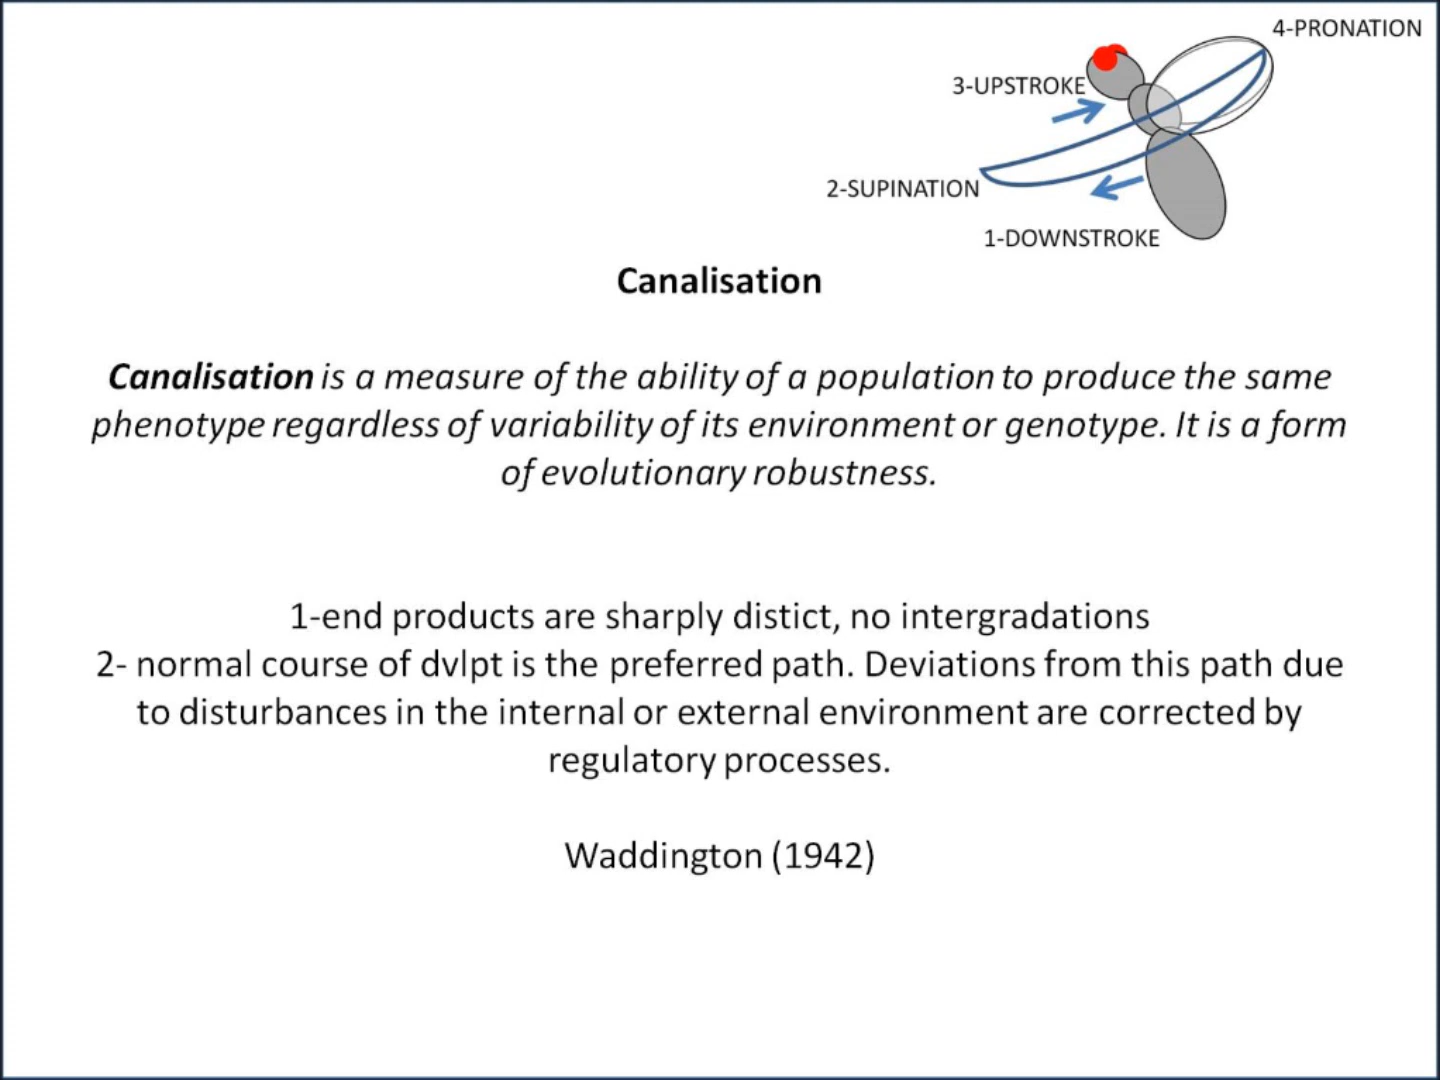 4-PRONATION
3-UPSTROKE
2-SUPINATION
1-DOWNSTROKE
Canalisation
Canalisation is a measure of the ability of a population to produce the same
phenotype regardless of variability of its environment or genotype. It is a form
of evolutionary robustness.
1-end products are sharply distict, no intergradations
2- normal course of dvlpt is the preferred path. Deviations from this path due
to disturbances in the internal or external environment are corrected by
regulatory processes.
Waddington (1942)